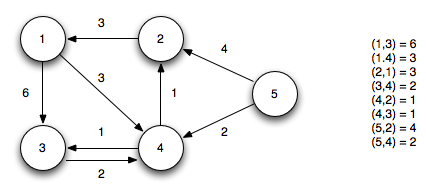 3
1
2
4
(1,3) = 6
(1.4) = 3
(2,1) = 3
(3,4) = 2
(4,2) = 1
(4,3) = 1
(5,2) = 4
(5,4) = 2
3
6
1
5
1
2
3
4
2